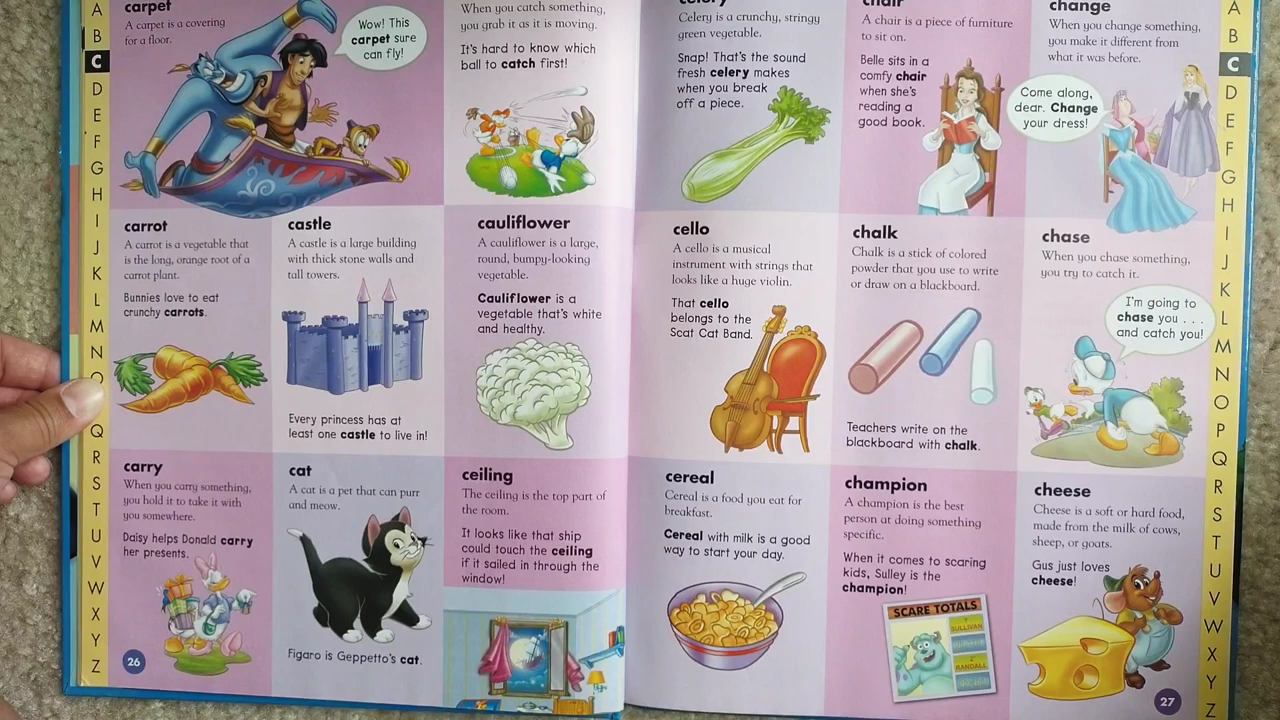 A
B
C
D
E
F
G
H
I
J
K
L
M
N
O
Q
R
S
T
U
V
W
X
Y
Z
carpet
A carpet is a covering
for a floor.
Wow! This
carpet sure
can fly!
When you catch something,
you grab it as it is moving.
It's hard to know which
ball to catch first!
carrot
A carrot is a vegetable that
is the long, orange root of a
carrot plant.
Bunnies love to eat
crunchy carrots.
castle
A castle is a large building
with thick stone walls and
tall towers.
Every princess has at
least one castle to live in!
cauliflower
A cauliflower is a large,
round, bumpy-looking
vegetable.
Cauliflower is a
vegetable that's white
and healthy.
carry
When you carry something,
you hold it to take it with
you somewhere.
Daisy helps Donald carry
her presents.
cat
A cat is a pet that can purr
and meow.
Figaro is Geppetto's cat.
ceiling
The ceiling is the top part of
the room.
It looks like that ship
could touch the ceiling
if it sailed in through the
window!
26
celery
Celery is a crunchy, stringy
green vegetable.
Snap! That's the sound
fresh celery makes
when you break
off a piece.
chair
A chair is a piece of furniture
to sit on.
Belle sits in a
comfy chair
when she's
reading a
good book.
change
When you change something,
you make it different from
what it was before.
Come along,
dear. Change
your dress!
cello
A cello is a musical
instrument with strings that
looks like a huge violin.
That cello
belongs to the
Scat Cat Band.
chalk
Chalk is a stick of colored
powder that you use to write
or draw on a blackboard.
Teachers write on the
blackboard with chalk.
chase
When you chase something,
you try to catch it.
I'm going to
chase you . . .
and catch you!
cereal
Cereal is a food you eat for
breakfast.
Cereal with milk is a good
way to start your day.
champion
A champion is the best
person at doing something
specific.
When it comes to scaring
kids, Sulley is the
champion!
SCARE TOTALS
1
SULLIVAN
2
RANDALL
cheese
Cheese is a soft or hard food,
made from the milk of cows,
sheep, or goats.
Gus just loves
cheese!
27
A
B
C
D
E
F
G
H
I
J
K
L
M
N
O
P
Q
R
S
T
U
V
W
X
Y
Z